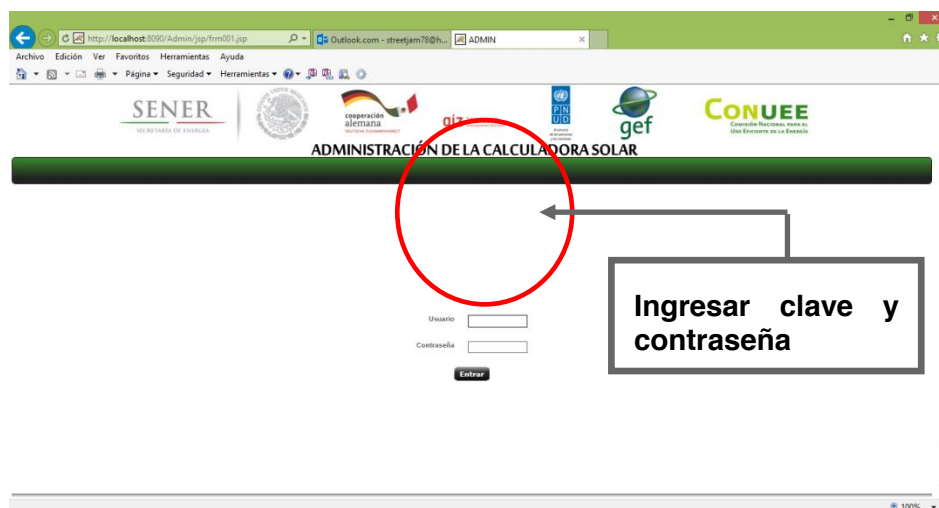 http://localhost:8090/Admin/jsp/frm001.jsp
Outlook.com - streetjam78@h...
ADMIN
Archivo Edición Ver Favoritos Herramientas Ayuda
Página Seguridad Herramientas
SENER
SECRETARÍA DE ENERGÍA
cooperación
alemana
DEUTSCHE ZUSAMMENARBEIT
giz
PNUD
gef
CONUEE
COMISIÓN NACIONAL PARA EL
USO EFICIENTE DE LA ENERGÍA
ADMINISTRACIÓN DE LA CALCULADORA SOLAR
Ingresar clave y
contraseña
Usuario
Contraseña
Entrar
100%